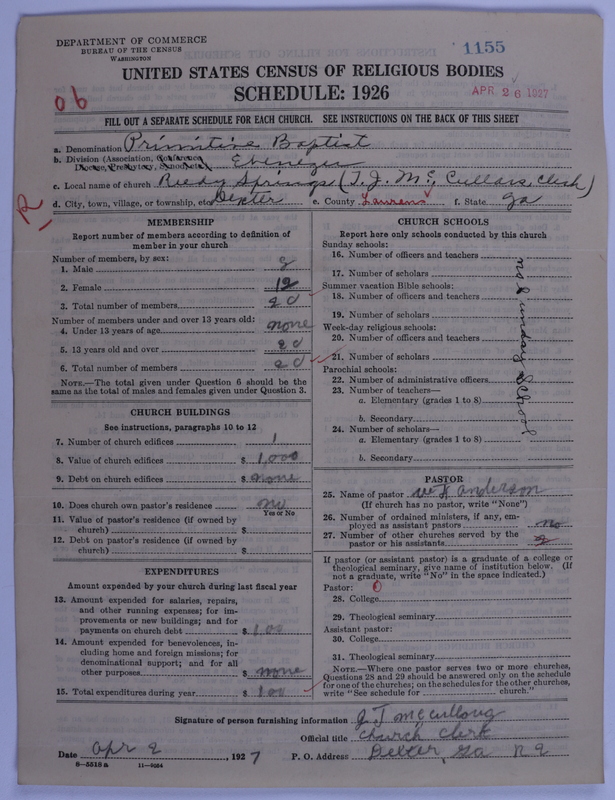 DEPARTMENT OF COMMERCE
BUREAU OF THE CENSUS
WASHINGTON
1155
UNITED STATES CENSUS OF RELIGIOUS BODIES
SCHEDULE: 1926
APR 26 1927
06
FILL OUT A SEPARATE SCHEDULE FOR EACH CHURCH. SEE INSTRUCTIONS ON THE BACK OF THIS SHEET
a. Denomination Primitive Baptist
b. Division (Association, Conference, Diocese, Presbytery, Synod, etc.) Ebenezer
c. Local name of church Reedy Springs (T. J. Mc Cullars, Clerk)
d. City, town, village, or township, etc. Dexter e. County Laurens f. State Ga
R
MEMBERSHIP
Report number of members according to definition of member in your church
Number of members, by sex:
1. Male 8
2. Female 12
3. Total number of members 20
Number of members under and over 13 years old:
4. Under 13 years of age none
5. 13 years old and over 20
6. Total number of members 20
NOTE.—The total given under Question 6 should be the same as the total of males and females given under Question 3.
CHURCH BUILDINGS
See instructions, paragraphs 10 to 12
7. Number of church edifices 1
8. Value of church edifices $ 1,000
9. Debt on church edifices $ none
10. Does church own pastor's residence no
Yes or No
11. Value of pastor's residence (if owned by church) $
12. Debt on pastor's residence (if owned by church) $
EXPENDITURES
Amount expended by your church during last fiscal year
13. Amount expended for salaries, repairs, and other running expenses; for improvements or new buildings; and for payments on church debt $ 1.00
14. Amount expended for benevolences, including home and foreign missions; for denominational support; and for all other purposes $ none
15. Total expenditures during year $ 1.00
CHURCH SCHOOLS
Report here only schools conducted by this church
Sunday schools:
16. Number of officers and teachers
17. Number of scholars
Summer vacation Bible schools:
18. Number of officers and teachers
19. Number of scholars
Week-day religious schools:
20. Number of officers and teachers
21. Number of scholars
Parochial schools:
22. Number of administrative officers
23. Number of teachers—
a. Elementary (grades 1 to 8)
b. Secondary
24. Number of scholars—
a. Elementary (grades 1 to 8)
b. Secondary
no Sunday School
PASTOR
25. Name of pastor Anderson
(If church has no pastor, write "None")
26. Number of ordained ministers, if any, employed as assistant pastors no
27. Number of other churches served by the pastor or his assistants
If pastor (or assistant pastor) is a graduate of a college or theological seminary, give name of institution below. (If not a graduate, write "No" in the space indicated.)
Pastor: 0
28. College
29. Theological seminary
Assistant pastor:
30. College
31. Theological seminary
NOTE.—Where one pastor serves two or more churches, Questions 28 and 29 should be answered only on the schedule for one of the churches; on the schedules for the other churches, write "See schedule for church."
Signature of person furnishing information
Official title Church Clerk
Date Apr 2, 1927 P. O. Address Dexter, Ga R 2
8-5518 a 11-9564